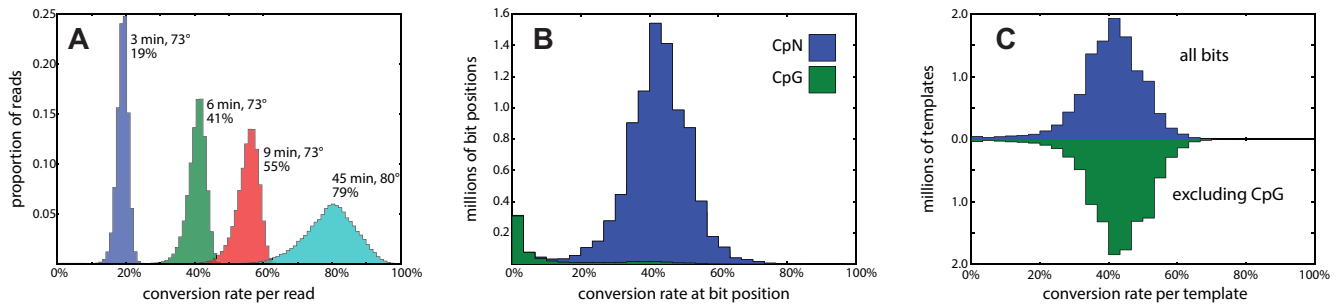 A
proportion of reads
0.25
0.20
0.15
0.10
0.05
3 min, 73°
19%
6 min, 73°
41%
9 min, 73°
55%
45 min, 80°
79%
0% 20% 40% 60% 80% 100%
conversion rate per read
B
millions of bit positions
1.6
1.4
1.2
1.0
0.8
0.6
0.4
0.2
CpN
CpG
0% 20% 40% 60% 80% 100%
conversion rate at bit position
C
millions of templates
2.0
1.0
0.0
1.0
2.0
all bits
excluding CpG
0% 20% 40% 60% 80% 100%
conversion rate per template